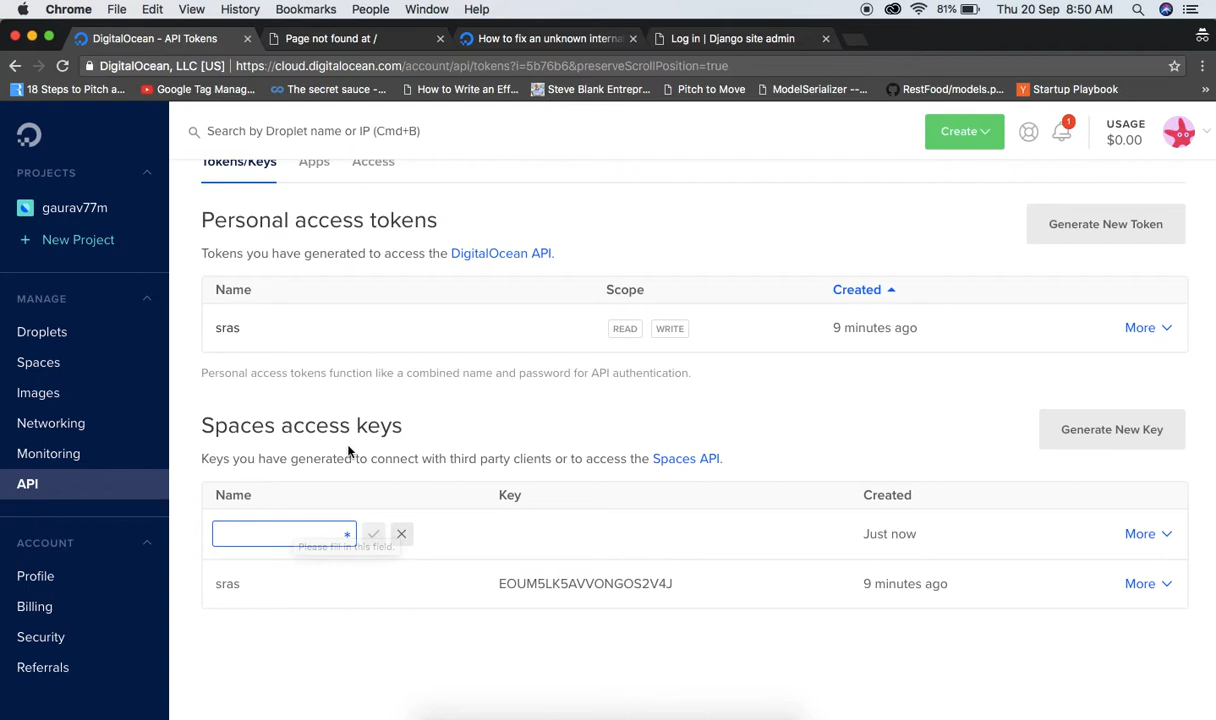 Chrome File Edit View History Bookmarks People Window Help 81% Thu 20 Sep 8:50 AM
DigitalOcean - API Tokens Page not found at / How to fix an unknown interna Log in | Django site admin
DigitalOcean, LLC [US] https://cloud.digitalocean.com/account/api/tokens?i=5b76b6&preserveScrollPosition=true
18 Steps to Pitch a... Google Tag Manag... The secret sauce -... How to Write an Eff... Steve Blank Entrepr... Pitch to Move ModelSerializer --... RestFood/models.p... Startup Playbook »
Search by Droplet name or IP (Cmd+B)
Create
1
USAGE
$0.00
PROJECTS
gaurav77m
+ New Project
MANAGE
Droplets
Spaces
Images
Networking
Monitoring
API
ACCOUNT
Profile
Billing
Security
Referrals
Tokens/Keys Apps Access
Personal access tokens
Generate New Token
Tokens you have generated to access the DigitalOcean API.
Name Scope Created
sras READ WRITE 9 minutes ago More
Personal access tokens function like a combined name and password for API authentication.
Spaces access keys
Generate New Key
Keys you have generated to connect with third party clients or to access the Spaces API.
Name Key Created
* Just now More
Please fill in this field.
sras EOUM5LK5AVVONGOS2V4J 9 minutes ago More